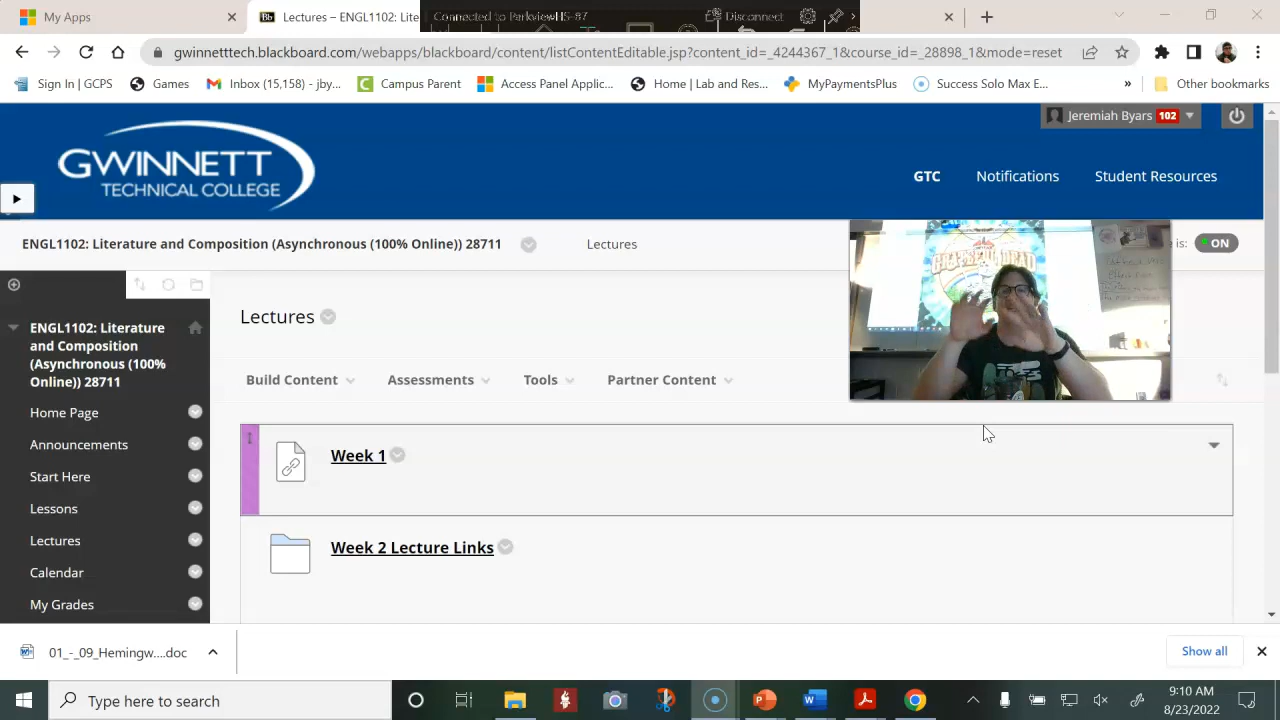 My Apps
Lectures – ENGL1102: Lite
Connected to ParkviewHS-87
Disconnect
gwinnetttech.blackboard.com/webapps/blackboard/content/listContentEditable.jsp?content_id=_4244367_1&course_id=_28898_1&mode=reset
Sign In | GCPS
Games
Inbox (15,158) - jby...
Campus Parent
Access Panel Applic...
Home | Lab and Res...
MyPaymentsPlus
Success Solo Max E...
»
Other bookmarks
Jeremiah Byars 102
GWINNETT
TECHNICAL COLLEGE
GTC
Notifications
Student Resources
ENGL1102: Literature and Composition (Asynchronous (100% Online)) 28711
Lectures
is:
ON
GRATEFUL DEAD
ENGL1102: Literature
and Composition
(Asynchronous (100%
Online)) 28711
Home Page
Announcements
Start Here
Lessons
Lectures
Calendar
My Grades
Lectures
Build Content
Assessments
Tools
Partner Content
Week 1
Week 2 Lecture Links
01_-_09_Hemingw....doc
Show all
Type here to search
9:10 AM
8/23/2022